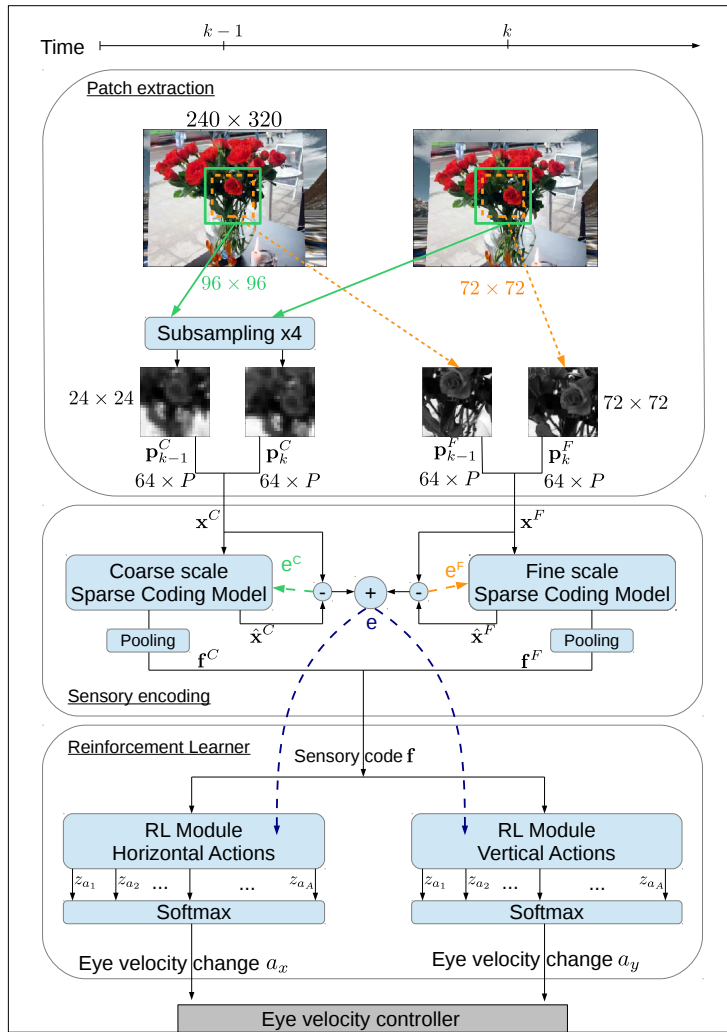 Time
k − 1
k
Patch extraction
240 × 320
96 × 96
72 × 72
Subsampling x4
24 × 24
72 × 72
p^C_{k−1}
p^C_k
p^F_{k−1}
p^F_k
64 × P
64 × P
64 × P
64 × P
x^C
x^F
Coarse scale
Sparse Coding Model
e^C
-
+
-
e^F
Fine scale
Sparse Coding Model
e
x̂^C
x̂^F
Pooling
Pooling
f^C
f^F
Sensory encoding
Reinforcement Learner
Sensory code f
RL Module
Horizontal Actions
RL Module
Vertical Actions
z_{a_1} z_{a_2} ... ... z_{a_A}
z_{a_1} z_{a_2} ... ... z_{a_A}
Softmax
Softmax
Eye velocity change a_x
Eye velocity change a_y
Eye velocity controller